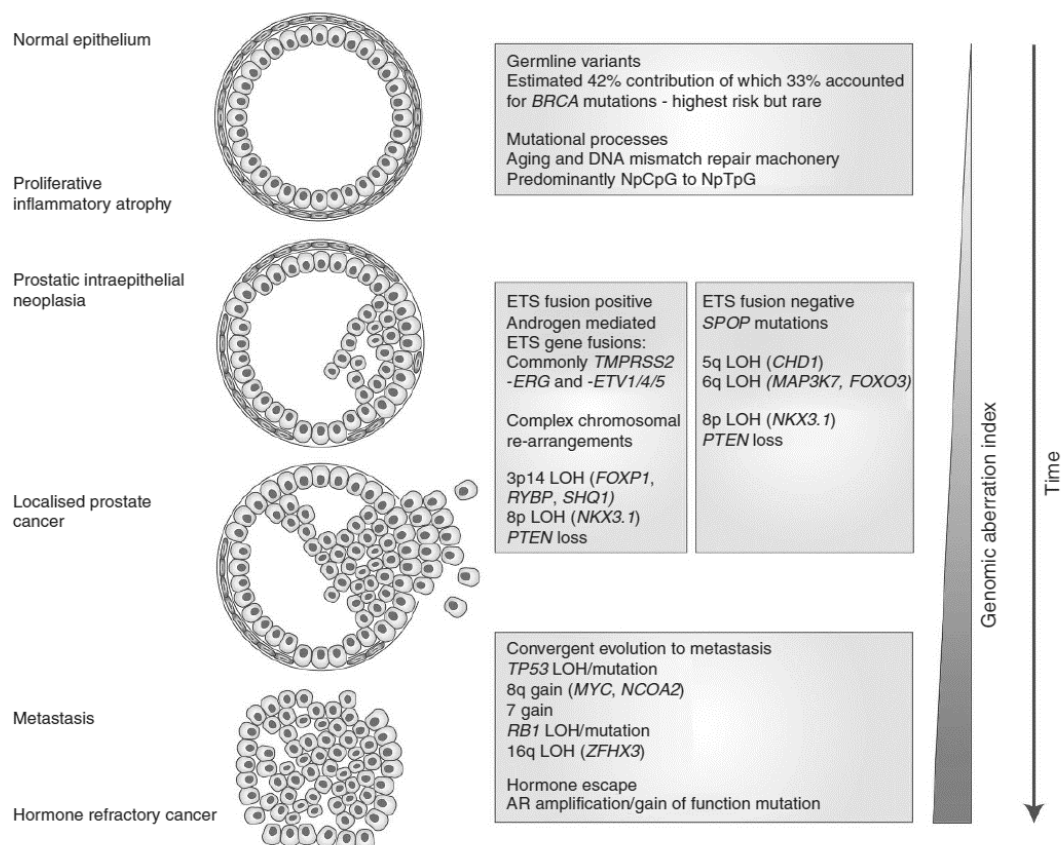 Normal epithelium
Proliferative
inflammatory atrophy
Prostatic intraepithelial
neoplasia
Localised prostate
cancer
Metastasis
Hormone refractory cancer
Germline variants
Estimated 42% contribution of which 33% accounted
for BRCA mutations - highest risk but rare
Mutational processes
Aging and DNA mismatch repair machonery
Predominantly NpCpG to NpTpG
ETS fusion positive
Androgen mediated
ETS gene fusions:
Commonly TMPRSS2
-ERG and -ETV1/4/5
Complex chromosomal
re-arrangements
3p14 LOH (FOXP1,
RYBP, SHQ1)
8p LOH (NKX3.1)
PTEN loss
ETS fusion negative
SPOP mutations
5q LOH (CHD1)
6q LOH (MAP3K7, FOXO3)
8p LOH (NKX3.1)
PTEN loss
Convergent evolution to metastasis
TP53 LOH/mutation
8q gain (MYC, NCOA2)
7 gain
RB1 LOH/mutation
16q LOH (ZFHX3)
Hormone escape
AR amplification/gain of function mutation
Genomic aberration index
Time